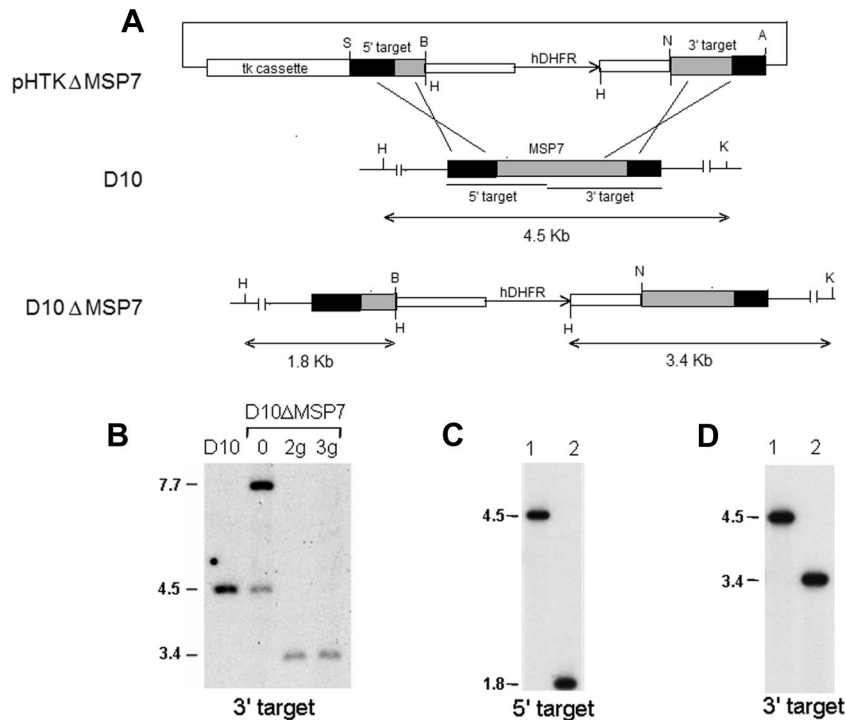 A
S 5' target B hDHFR N 3' target A
pHTKΔMSP7
tk cassette
H H
H MSP7 K
D10
5' target 3' target
4.5 Kb
H B hDHFR N K
D10ΔMSP7
H H
1.8 Kb 3.4 Kb
B
D10ΔMSP7
D10 0 2g 3g
7.7
4.5
3.4
3' target
C
1 2
4.5
1.8
5' target
D
1 2
4.5
3.4
3' target